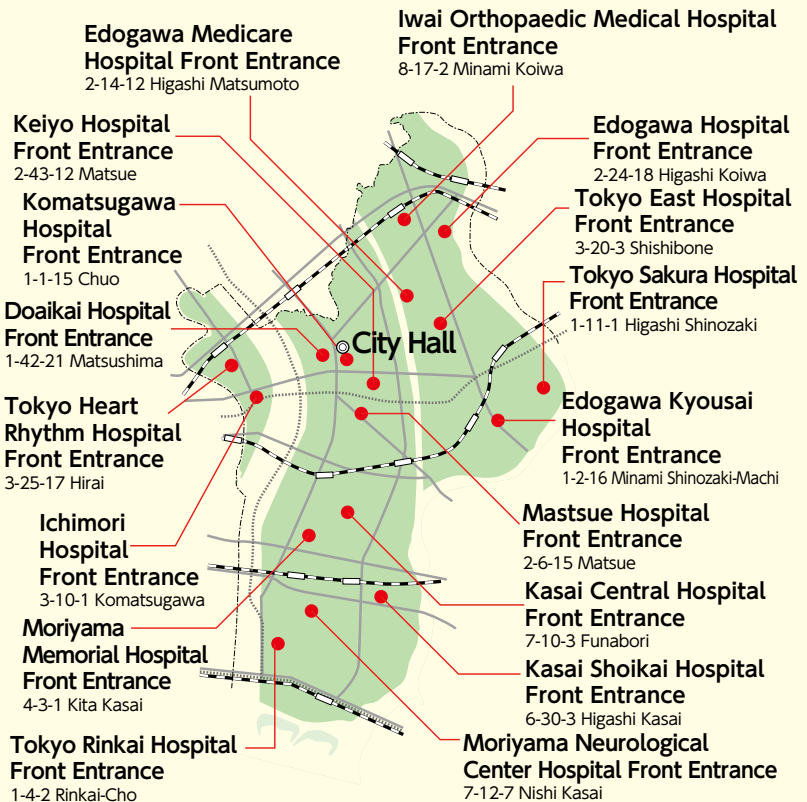 Edogawa Medicare
Hospital Front Entrance
2-14-12 Higashi Matsumoto
Iwai Orthopaedic Medical Hospital
Front Entrance
8-17-2 Minami Koiwa
Keiyo Hospital
Front Entrance
2-43-12 Matsue
Edogawa Hospital
Front Entrance
2-24-18 Higashi Koiwa
Komatsugawa
Hospital
Front Entrance
1-1-15 Chuo
Tokyo East Hospital
Front Entrance
3-20-3 Shishibone
Tokyo Sakura Hospital
Front Entrance
1-11-1 Higashi Shinozaki
Doaikai Hospital
Front Entrance
1-42-21 Matsushima
City Hall
Tokyo Heart
Rhythm Hospital
Front Entrance
3-25-17 Hirai
Edogawa Kyousai
Hospital
Front Entrance
1-2-16 Minami Shinozaki-Machi
Ichimori
Hospital
Front Entrance
3-10-1 Komatsugawa
Mastsue Hospital
Front Entrance
2-6-15 Matsue
Kasai Central Hospital
Front Entrance
7-10-3 Funabori
Moriyama
Memorial Hospital
Front Entrance
4-3-1 Kita Kasai
Kasai Shoikai Hospital
Front Entrance
6-30-3 Higashi Kasai
Tokyo Rinkai Hospital
Front Entrance
1-4-2 Rinkai-Cho
Moriyama Neurological
Center Hospital Front Entrance
7-12-7 Nishi Kasai